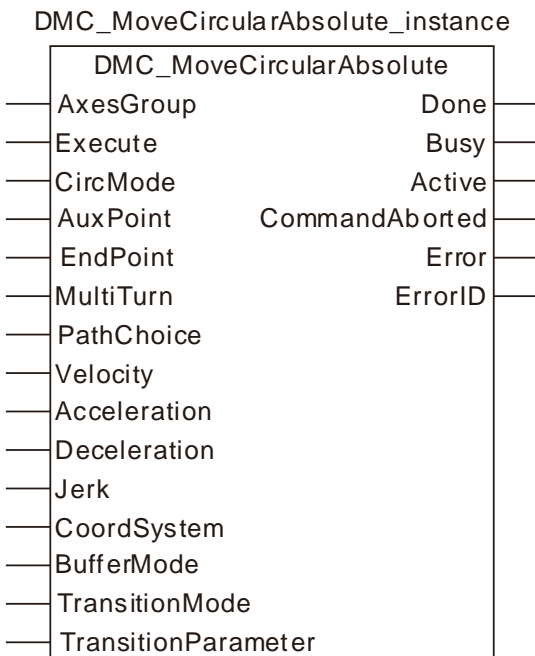 DMC_MoveCircularAbsolute_instance
DMC_MoveCircularAbsolute
AxesGroup Done
Execute Busy
CircMode Active
AuxPoint CommandAborted
EndPoint Error
MultiTurn ErrorID
PathChoice
Velocity
Acceleration
Deceleration
Jerk
CoordSystem
BufferMode
TransitionMode
TransitionParameter